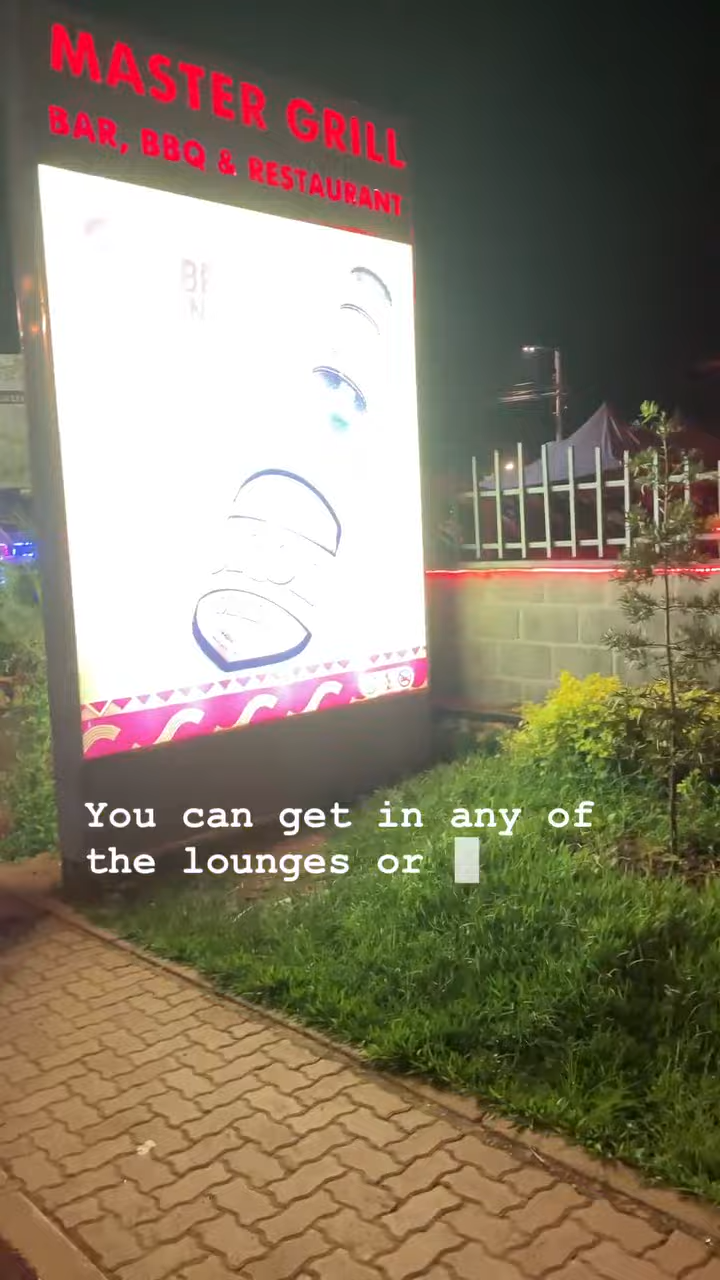 MASTER GRILL
BAR, BBQ & RESTAURANT
You can get in any of
the lounges or